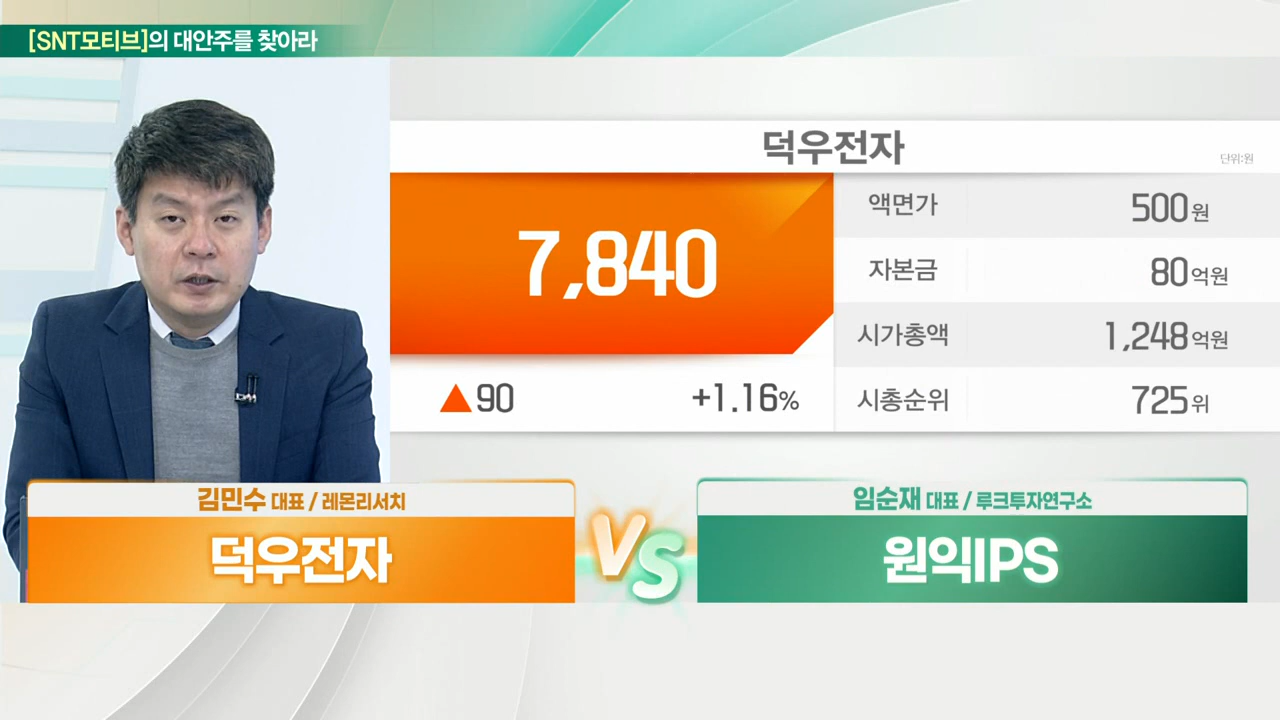 [SNT모티브]의 대안주를 찾아라
덕우전자
단위:원
7,840
▲90 +1.16%
액면가 500원
자본금 80억원
시가총액 1,248억원
시총순위 725위
김민수 대표 / 레몬리서치
덕우전자
VS
임순재 대표 / 루크투자연구소
원익IPS